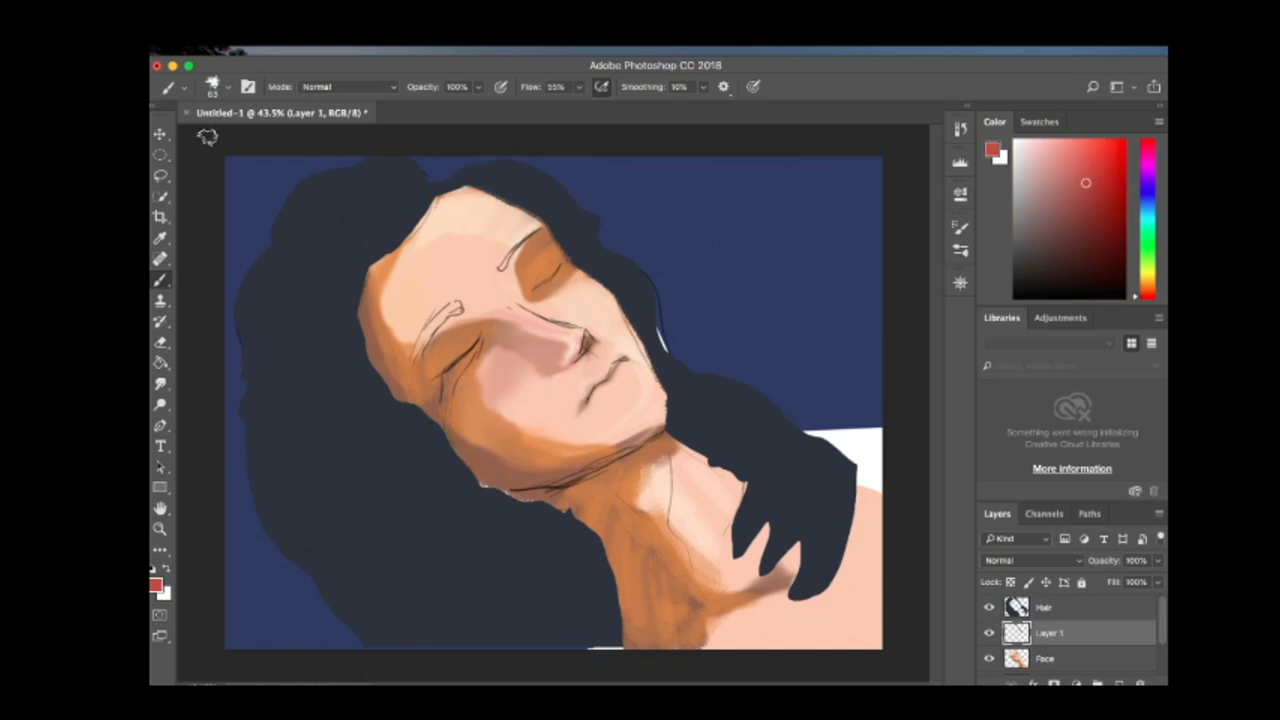 Adobe Photoshop CC 2018
63 Mode: Normal Opacity: 100% Flow: 55% Smoothing: 10%
× Untitled-1 @ 43.5% (Layer 1, RGB/8) *
Color Swatches
Libraries Adjustments
Something went wrong initializing
Creative Cloud Libraries
More information
Layers Channels Paths
Kind
Normal Opacity: 100%
Lock: Fill: 100%
Hair
Layer 1
Face